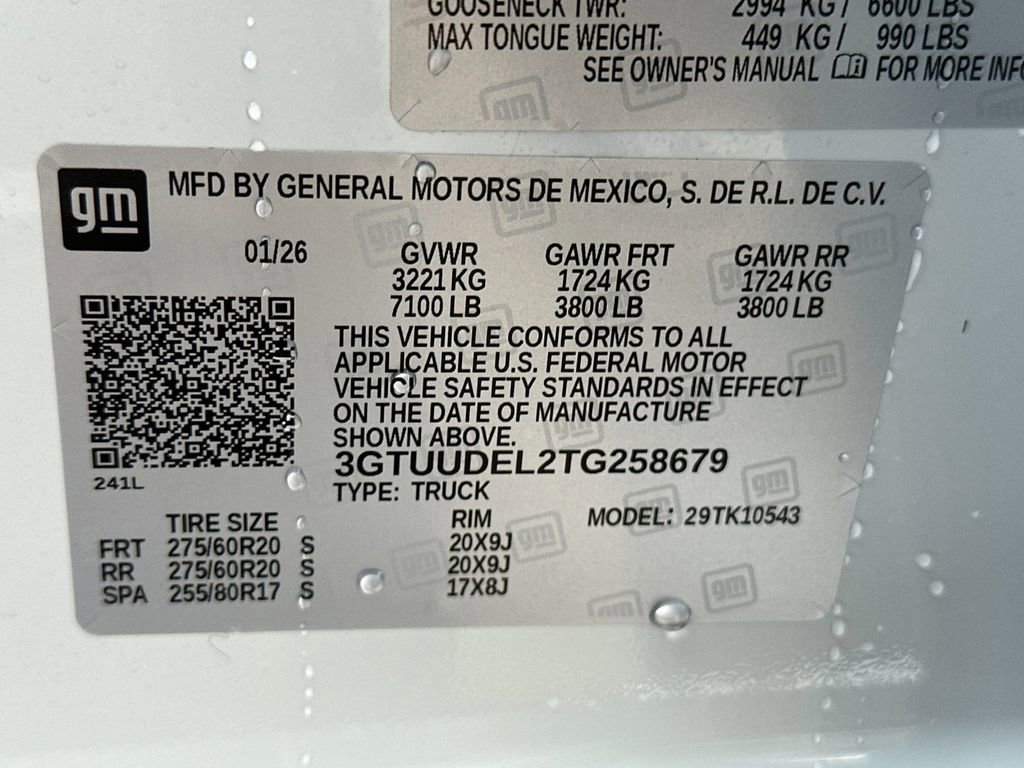 GOOSENECK TWR: 2994 KG / 6600 LBS
MAX TONGUE WEIGHT: 449 KG / 990 LBS
SEE OWNER'S MANUAL FOR MORE INFO
gm
MFD BY GENERAL MOTORS DE MEXICO, S. DE R.L. DE C.V.
01/26 GVWR GAWR FRT GAWR RR
3221 KG 1724 KG 1724 KG
7100 LB 3800 LB 3800 LB
THIS VEHICLE CONFORMS TO ALL
APPLICABLE U.S. FEDERAL MOTOR
VEHICLE SAFETY STANDARDS IN EFFECT
ON THE DATE OF MANUFACTURE
SHOWN ABOVE.
3GTUUDEL2TG258679
241L
TYPE: TRUCK
TIRE SIZE RIM MODEL: 29TK10543
FRT 275/60R20 S 20X9J
RR 275/60R20 S 20X9J
SPA 255/80R17 S 17X8J